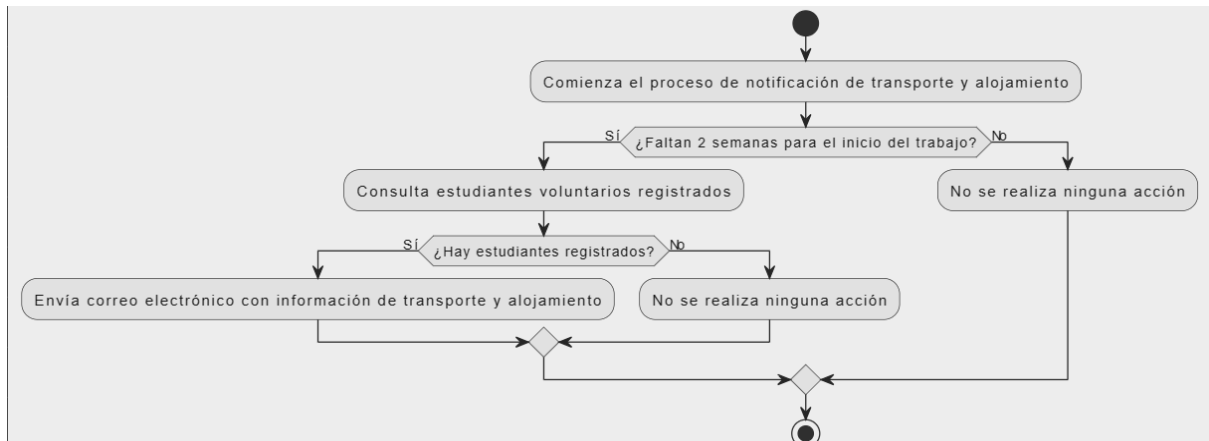 Comienza el proceso de notificación de transporte y alojamiento
Sí
¿Faltan 2 semanas para el inicio del trabajo?
No
Consulta estudiantes voluntarios registrados
No se realiza ninguna acción
Sí
¿Hay estudiantes registrados?
No
Envía correo electrónico con información de transporte y alojamiento
No se realiza ninguna acción